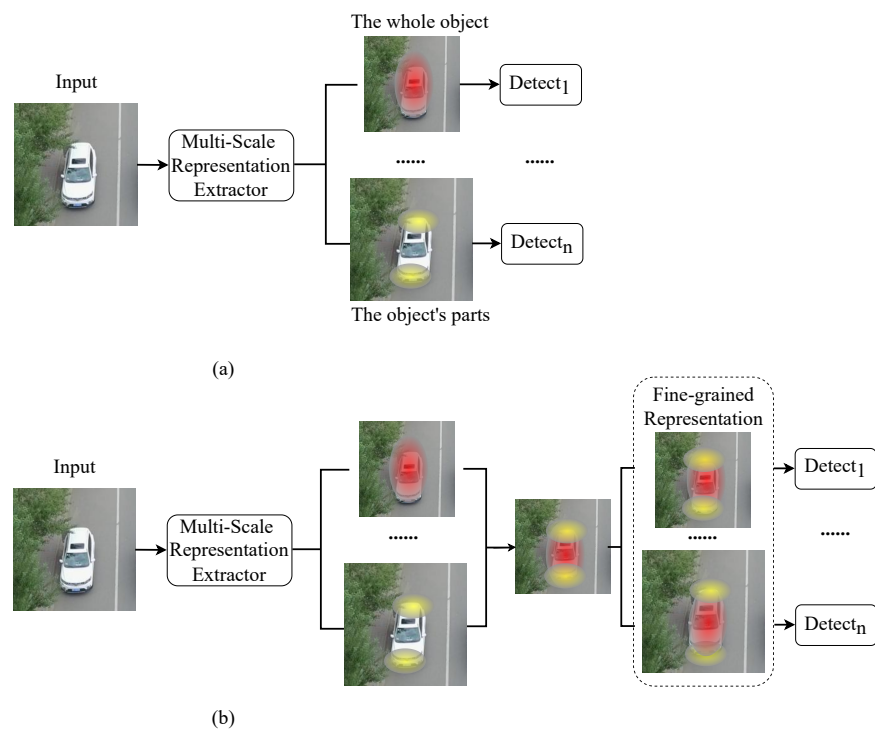 The whole object
Input
Detect1
Multi-Scale
Representation
Extractor
......
......
Detectn
The object's parts
(a)
Fine-grained
Representation
Input
Detect1
Multi-Scale
Representation
Extractor
......
......
......
Detectn
(b)